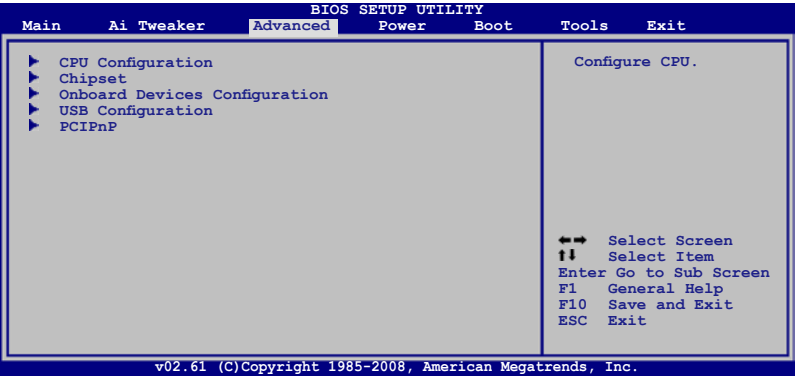 BIOS SETUP UTILITY
Main Ai Tweaker Advanced Power Boot Tools Exit
CPU Configuration
Chipset
Onboard Devices Configuration
USB Configuration
PCIPnP
Configure CPU.
Select Screen
Select Item
Enter Go to Sub Screen
F1 General Help
F10 Save and Exit
ESC Exit
v02.61 (C)Copyright 1985-2008, American Megatrends, Inc.